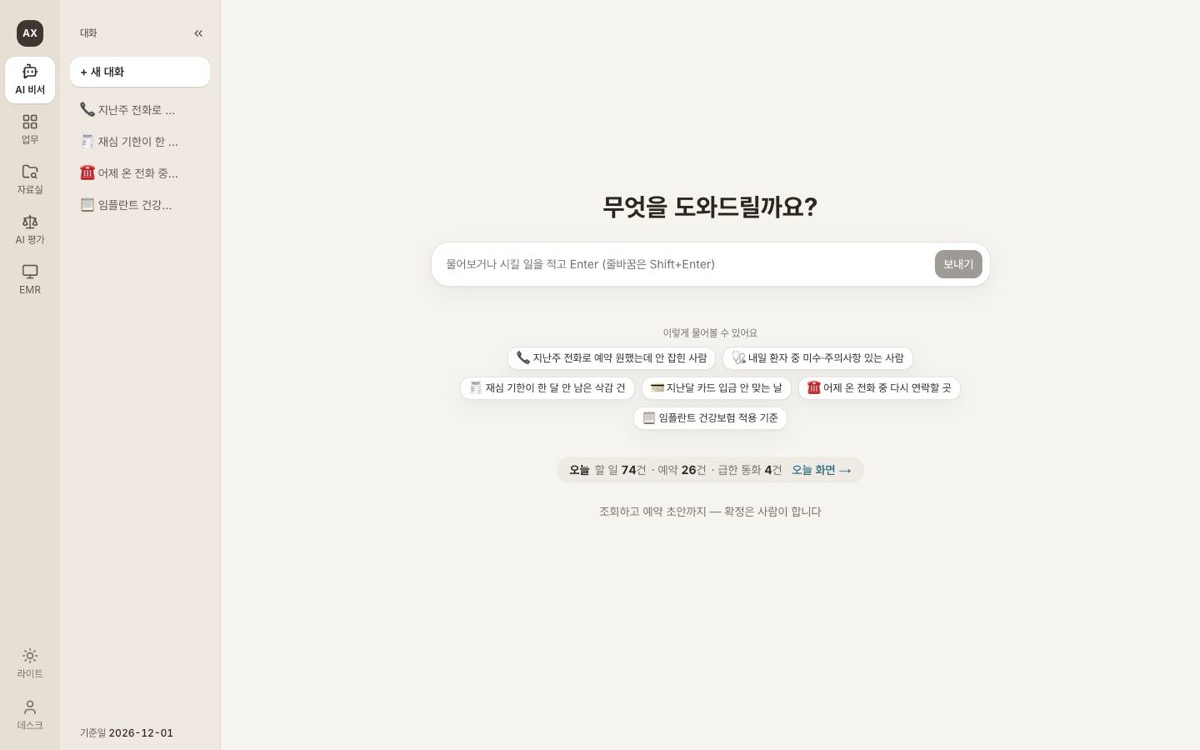 AX
AI 비서
업무
자료실
AI 평가
EMR
라이트
데스크
대화
+ 새 대화
지난주 전화로 ...
재심 기한이 한 ...
어제 온 전화 중...
임플란트 건강...
기준일 2026-12-01
무엇을 도와드릴까요?
물어보거나 시킬 일을 적고 Enter (줄바꿈은 Shift+Enter)
보내기
이렇게 물어볼 수 있어요
지난주 전화로 예약 원했는데 안 잡힌 사람
내일 환자 중 미수·주의사항 있는 사람
재심 기한이 한 달 안 남은 삭감 건
지난달 카드 입금 안 맞는 날
어제 온 전화 중 다시 연락할 곳
임플란트 건강보험 적용 기준
오늘 할 일 74건 · 예약 26건 · 급한 통화 4건 오늘 화면 →
조회하고 예약 초안까지 — 확정은 사람이 합니다